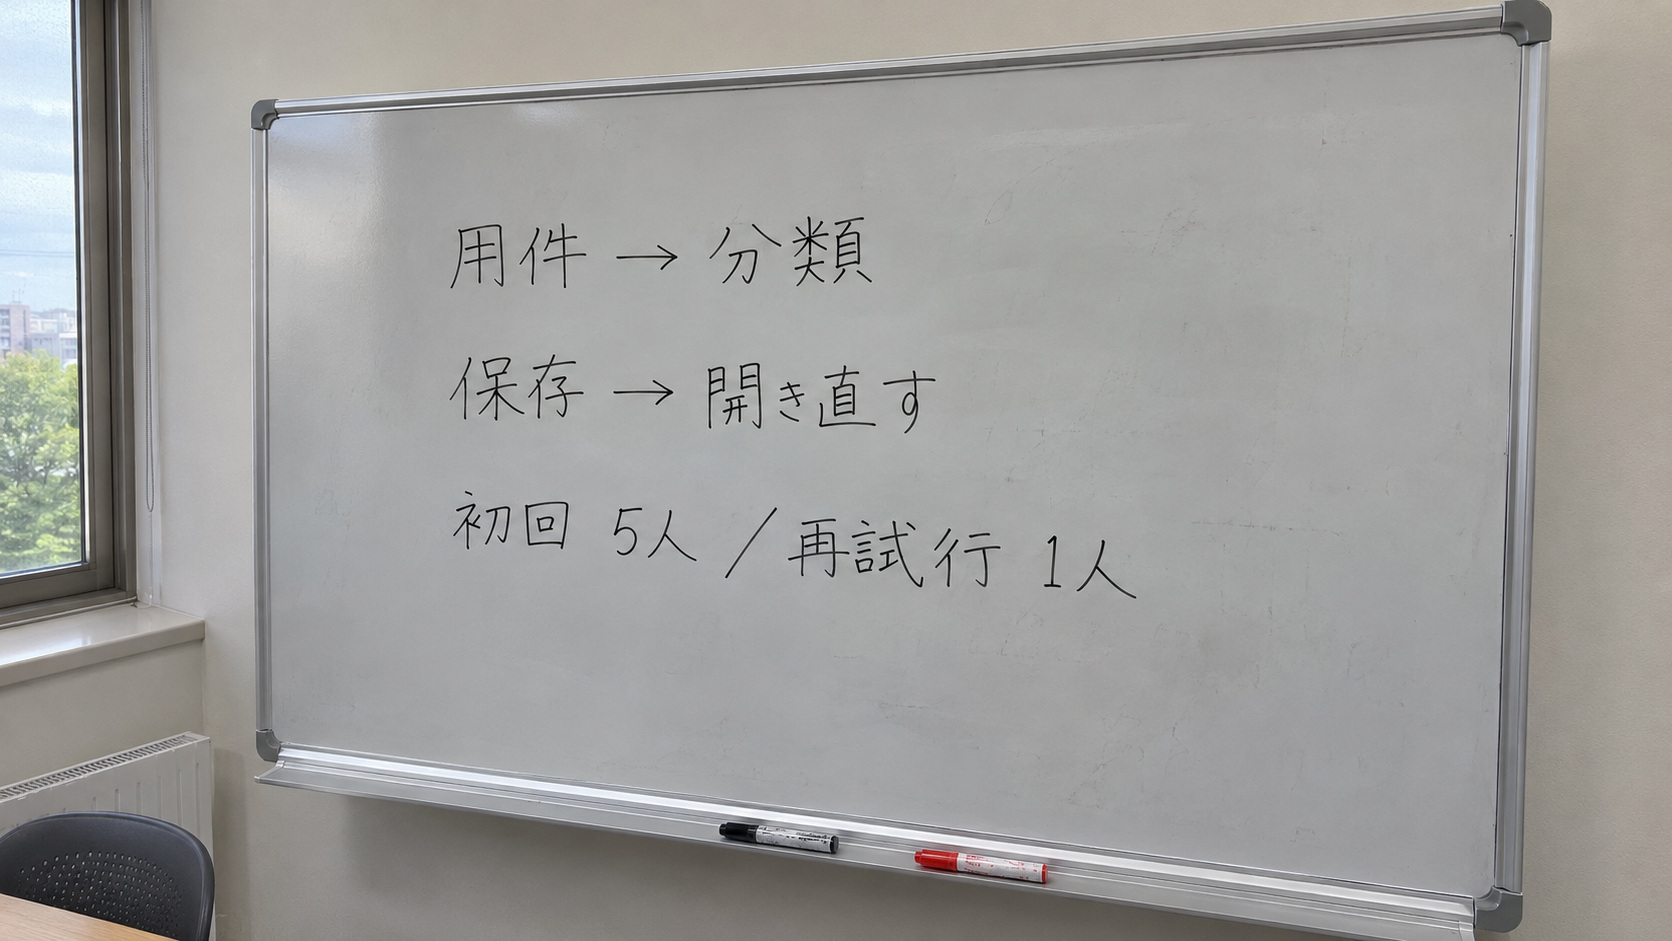 用件 → 分類
保存 → 開き直す
初回 5人 / 再試行 1人